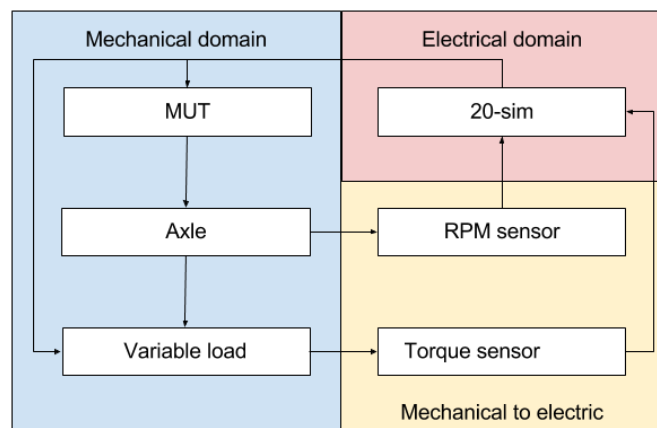 Mechanical domain
Electrical domain
MUT
20-sim
Axle
RPM sensor
Variable load
Torque sensor
Mechanical to electric